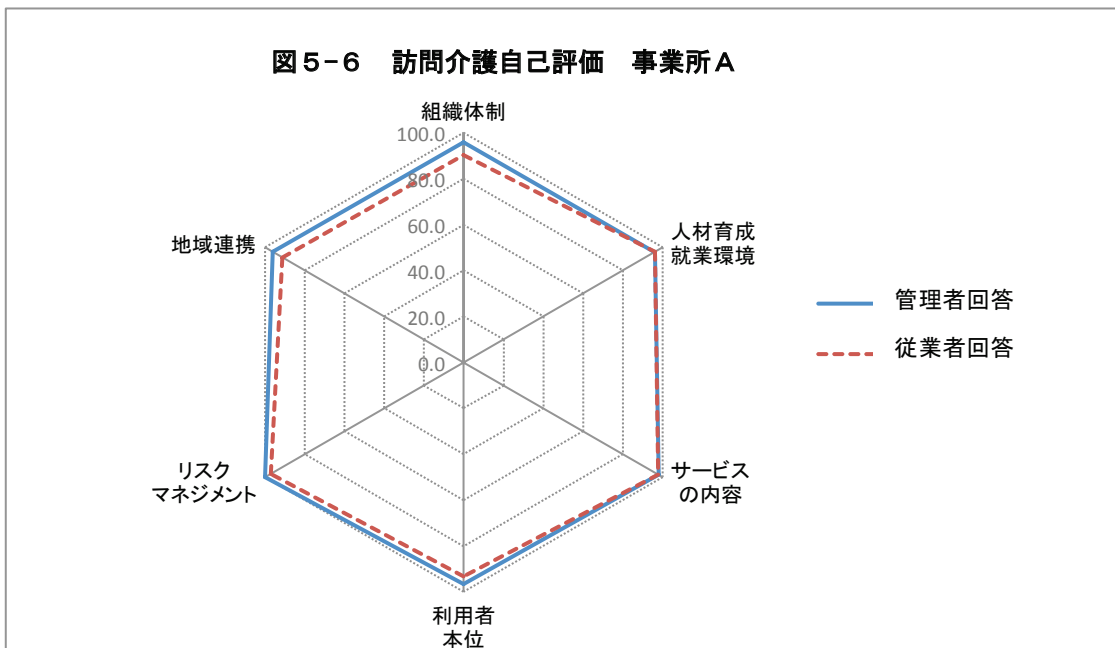 図5-6　訪問介護自己評価　事業所A
組織体制
100.0
80.0
60.0
40.0
20.0
0.0
人材育成
就業環境
サービス
の内容
利用者
本位
リスク
マネジメント
地域連携
管理者回答
従業者回答